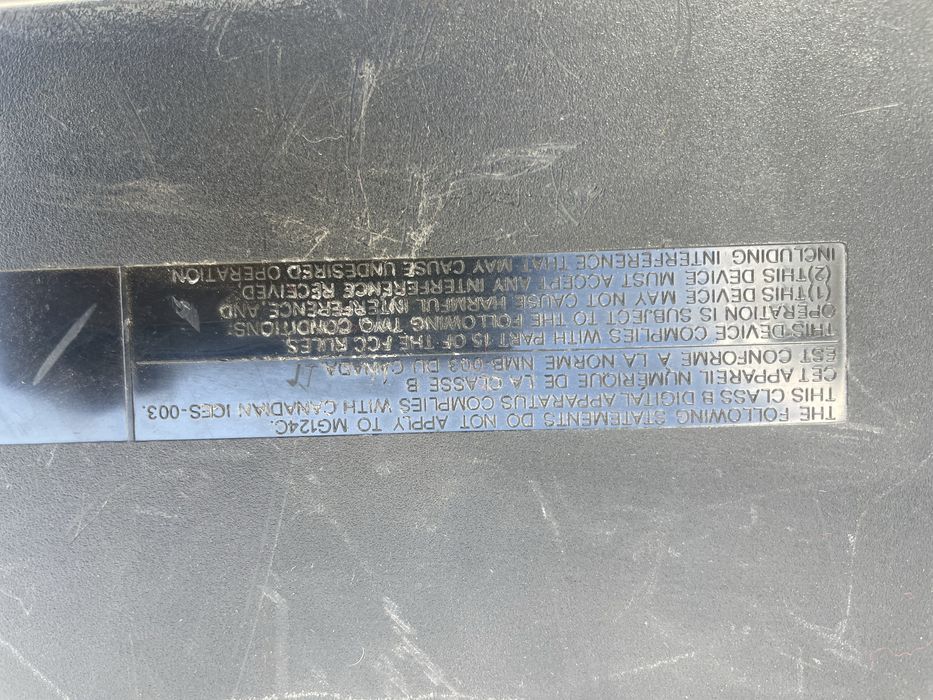 THE FOLLOWING STATEMENTS DO NOT APPLY TO MG124C.
THIS CLASS B DIGITAL APPARATUS COMPLIES WITH CANADIAN ICES-003.
CET APPAREIL NUMÉRIQUE DE LA CLASSE B
EST CONFORME À LA NORME NMB-003 DU CANADA
THIS DEVICE COMPLIES WITH PART 15 OF THE FCC RULES.
OPERATION IS SUBJECT TO THE FOLLOWING TWO CONDITIONS:
(1)THIS DEVICE MAY NOT CAUSE HARMFUL INTERFERENCE AND
(2)THIS DEVICE MUST ACCEPT ANY INTERFERENCE RECEIVED,
INCLUDING INTERFERENCE THAT MAY CAUSE UNDESIRED OPERATION